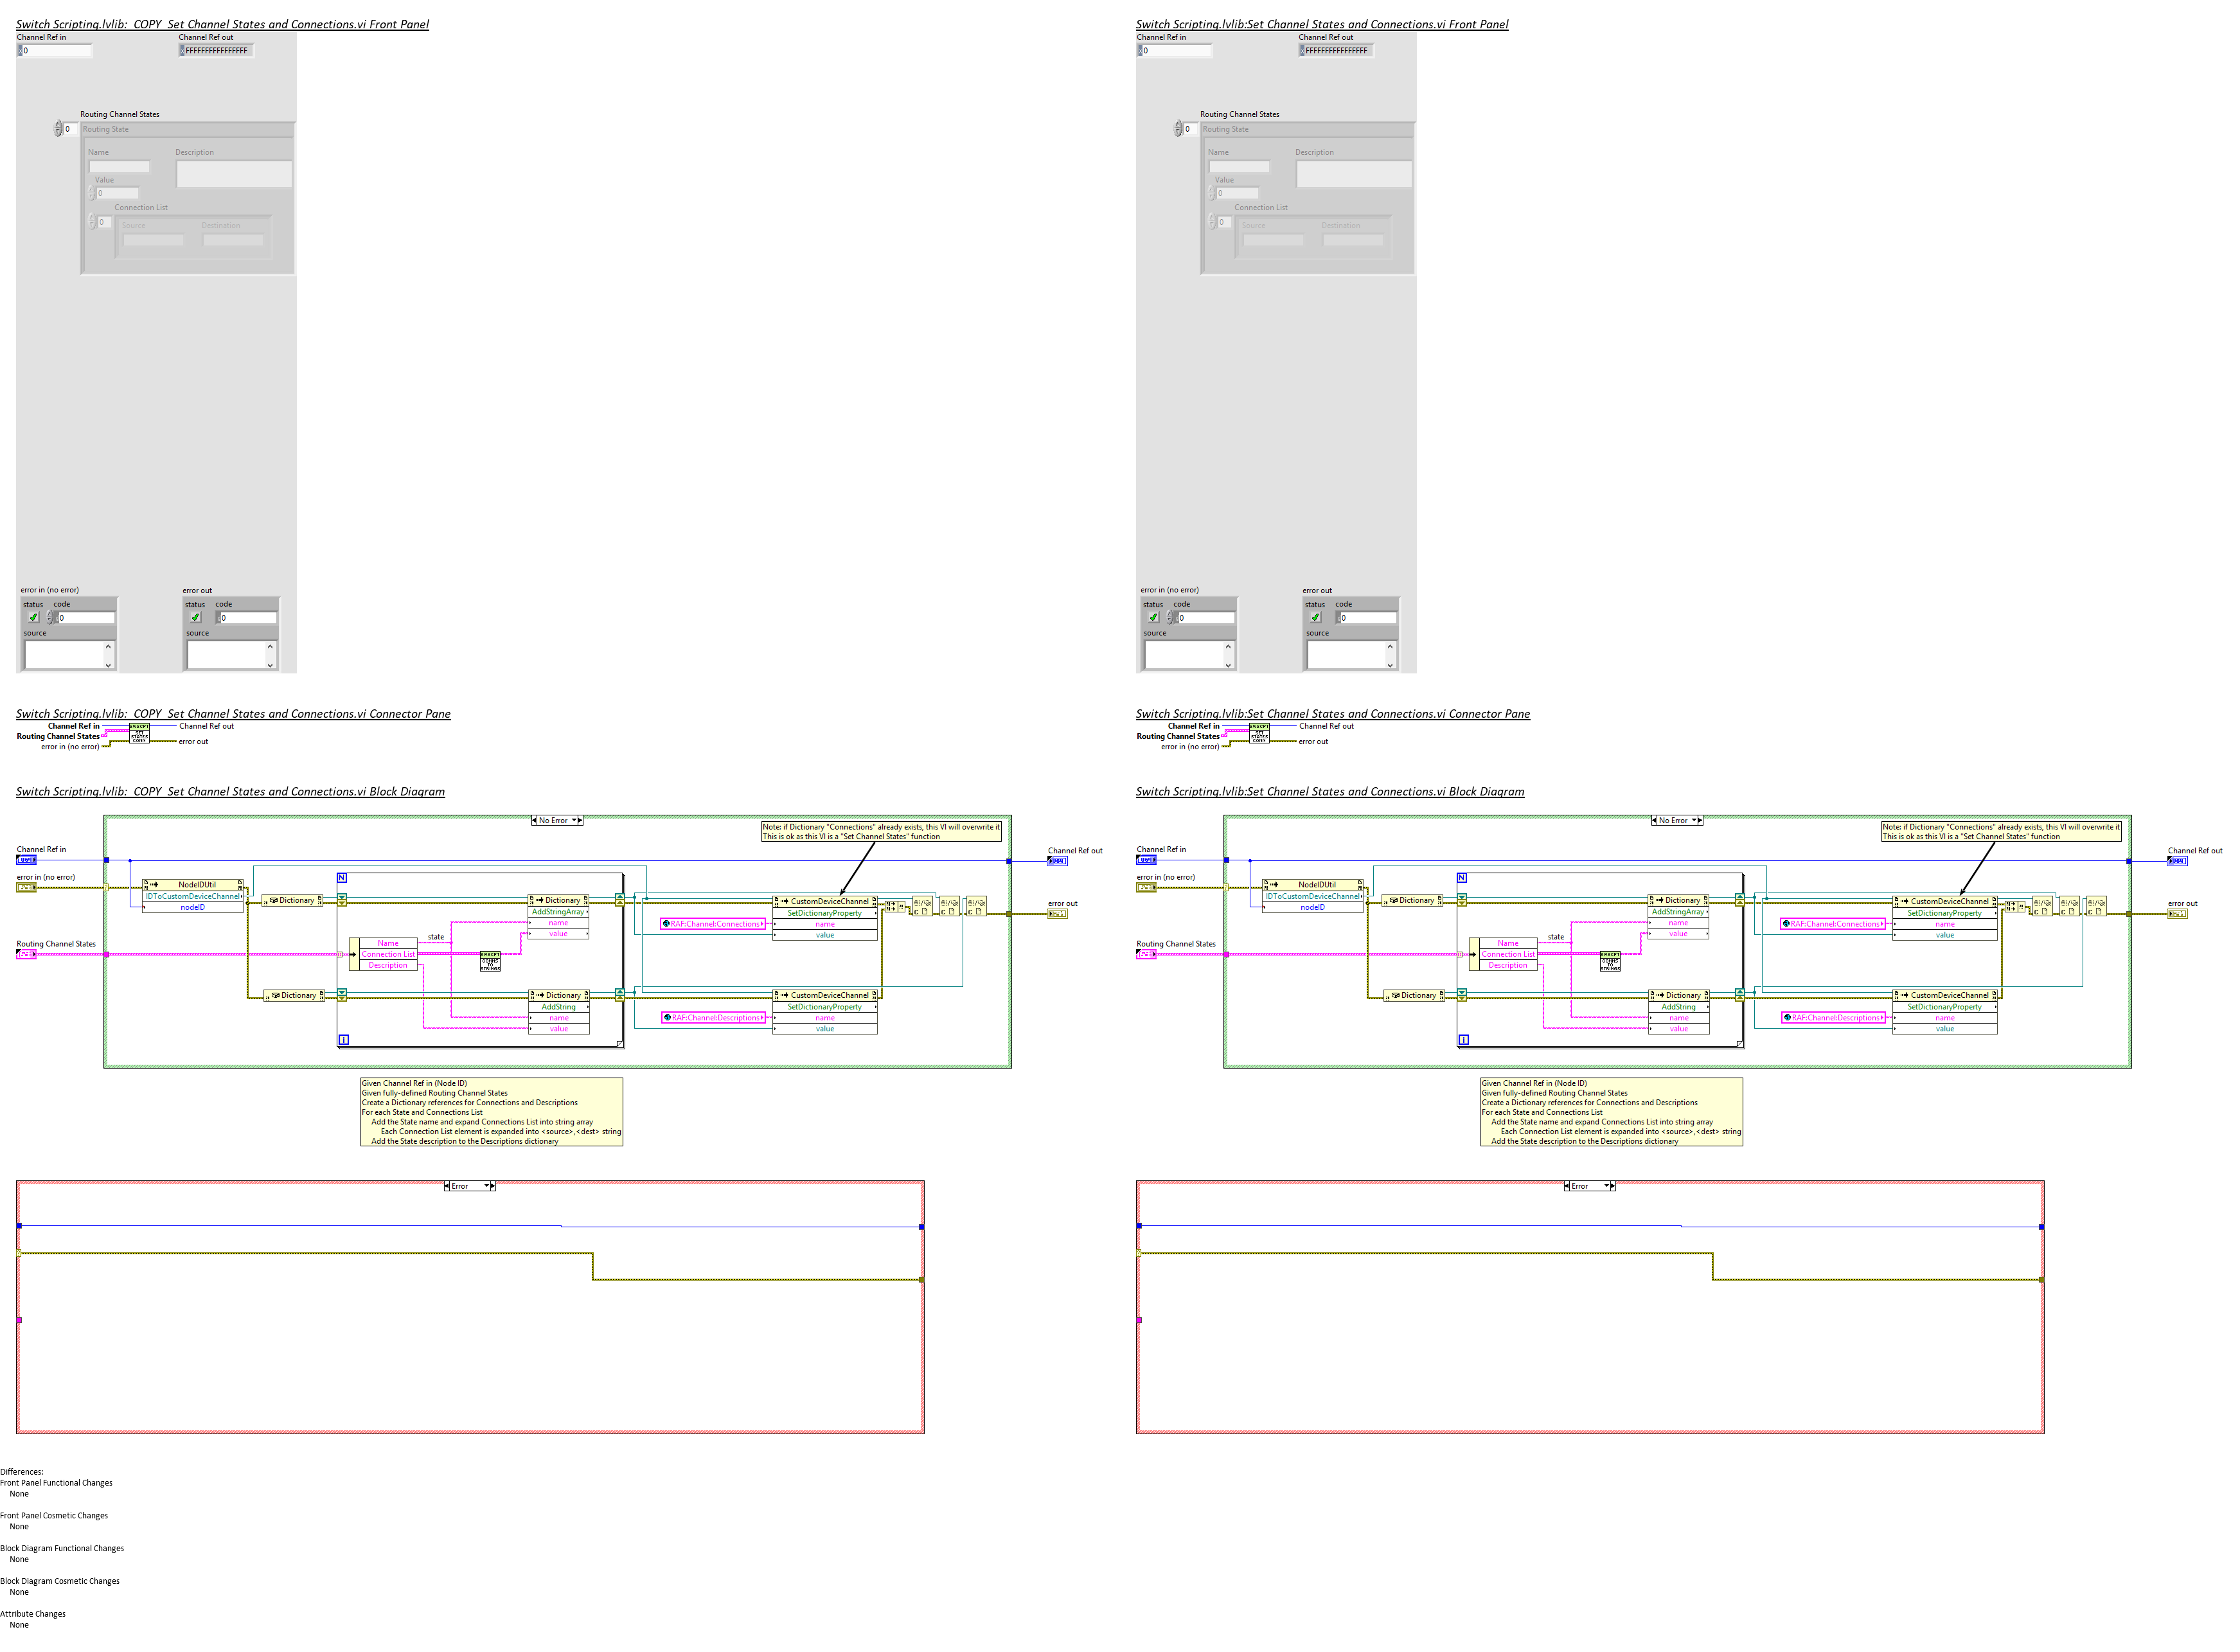 Switch Scripting.lvlib:_COPY_Set Channel States and Connections.vi Front Panel
Channel Ref in
Channel Ref out
0
FFFFFFFFFFFFFFFF
Routing Channel States
0
Routing State
Name
Description
Value
0
Connection List
0
Source
Destination
error in (no error)
error out
status code
status code
0
0
source
source
Switch Scripting.lvlib:_COPY_Set Channel States and Connections.vi Connector Pane
Channel Ref in
Channel Ref out
Routing Channel States
error in (no error)
error out
SWSCPT
SET
STATES
CONN
Switch Scripting.lvlib:_COPY_Set Channel States and Connections.vi Block Diagram
No Error
Note: if Dictionary "Connections" already exists, this VI will overwrite it
This is ok as this VI is a "Set Channel States" function
Channel Ref in
Channel Ref out
error in (no error)
error out
NodeIDUtil
IDToCustomDeviceChannel
nodeID
N
Dictionary
Dictionary
AddStringArray
name
value
CustomDeviceChannel
SetDictionaryProperty
name
value
RAF:Channel:Connections
Routing Channel States
state
Name
Connection List
Description
SWSCPT
CONNS
TO
STRINGS
Dictionary
Dictionary
AddString
name
value
CustomDeviceChannel
SetDictionaryProperty
name
value
RAF:Channel:Descriptions
i
Given Channel Ref in (Node ID)
Given fully-defined Routing Channel States
Create a Dictionary references for Connections and Descriptions
For each State and Connections List
Add the State name and expand Connections List into string array
Each Connection List element is expanded into <source>,<dest> string
Add the State description to the Descriptions dictionary
Error
Differences:
Front Panel Functional Changes
None
Front Panel Cosmetic Changes
None
Block Diagram Functional Changes
None
Block Diagram Cosmetic Changes
None
Attribute Changes
None
Switch Scripting.lvlib:Set Channel States and Connections.vi Front Panel
Channel Ref in
Channel Ref out
0
FFFFFFFFFFFFFFFF
Routing Channel States
0
Routing State
Name
Description
Value
0
Connection List
0
Source
Destination
error in (no error)
error out
status code
status code
0
0
source
source
Switch Scripting.lvlib:Set Channel States and Connections.vi Connector Pane
Channel Ref in
Channel Ref out
Routing Channel States
error in (no error)
error out
SWSCPT
SET
STATES
CONN
Switch Scripting.lvlib:Set Channel States and Connections.vi Block Diagram
No Error
Note: if Dictionary "Connections" already exists, this VI will overwrite it
This is ok as this VI is a "Set Channel States" function
Channel Ref in
Channel Ref out
error in (no error)
error out
NodeIDUtil
IDToCustomDeviceChannel
nodeID
N
Dictionary
Dictionary
AddStringArray
name
value
CustomDeviceChannel
SetDictionaryProperty
name
value
RAF:Channel:Connections
Routing Channel States
state
Name
Connection List
Description
SWSCPT
CONNS
TO
STRINGS
Dictionary
Dictionary
AddString
name
value
CustomDeviceChannel
SetDictionaryProperty
name
value
RAF:Channel:Descriptions
i
Given Channel Ref in (Node ID)
Given fully-defined Routing Channel States
Create a Dictionary references for Connections and Descriptions
For each State and Connections List
Add the State name and expand Connections List into string array
Each Connection List element is expanded into <source>,<dest> string
Add the State description to the Descriptions dictionary
Error